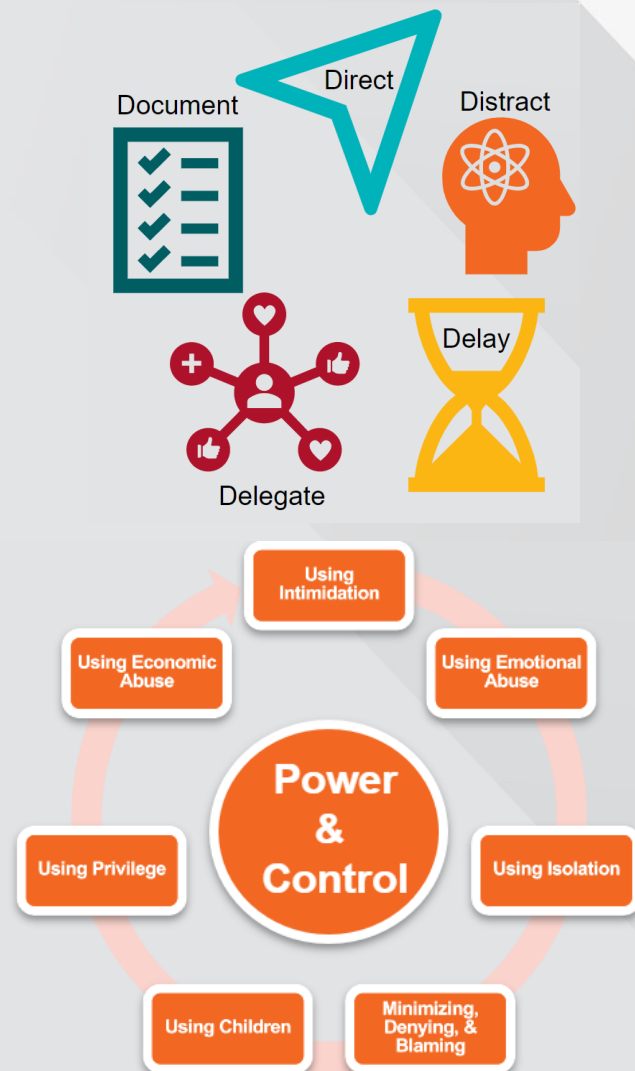 Direct
Document
Distract
Delay
Delegate
Using
Intimidation
Using Economic
Abuse
Using Emotional
Abuse
Power
&
Control
Using Privilege
Using Isolation
Using Children
Minimizing,
Denying, &
Blaming